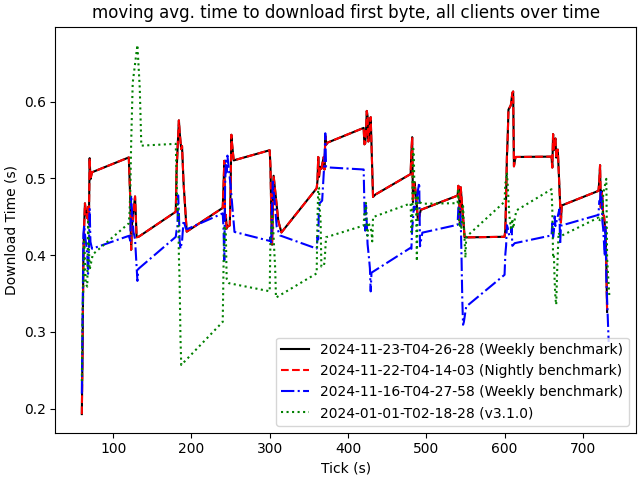 moving avg. time to download first byte, all clients over time
Download Time (s)
0.6
0.5
0.4
0.3
0.2
2024-11-23-T04-26-28 (Weekly benchmark)
2024-11-22-T04-14-03 (Nightly benchmark)
2024-11-16-T04-27-58 (Weekly benchmark)
2024-01-01-T02-18-28 (v3.1.0)
100 200 300 400 500 600 700
Tick (s)